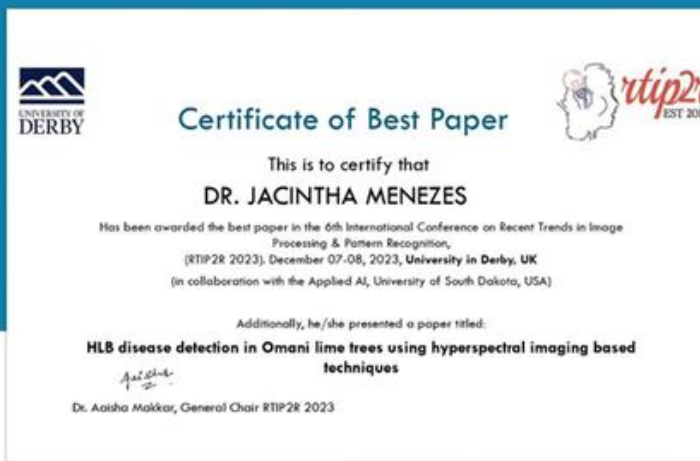 UNIVERSITY OF
DERBY
rtip2r
EST 20
Certificate of Best Paper
This is to certify that
DR. JACINTHA MENEZES
Has been awarded the best paper in the 6th International Conference on Recent Trends in Image
Processing & Pattern Recognition,
(RTIP2R 2023). December 07-08, 2023, University in Derby, UK
(in collaboration with the Applied AI, University of South Dakota, USA)
Additionally, he/she presented a paper titled:
HLB disease detection in Omani lime trees using hyperspectral imaging based
techniques
Dr. Aaisha Makkar, General Chair RTIP2R 2023